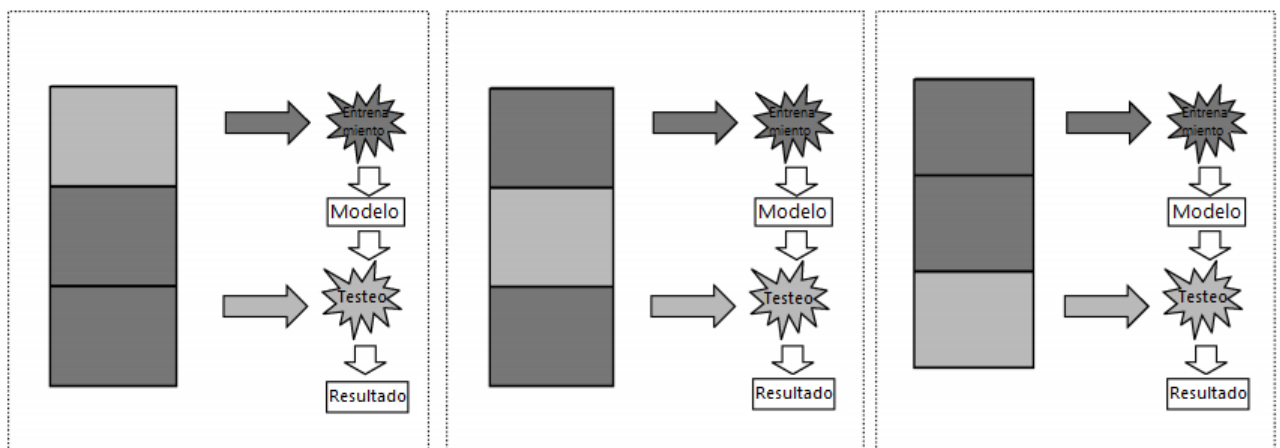 Entrena
miento
Modelo
Testeo
Resultado
Entrena
miento
Modelo
Testeo
Resultado
Entrena
miento
Modelo
Testeo
Resultado